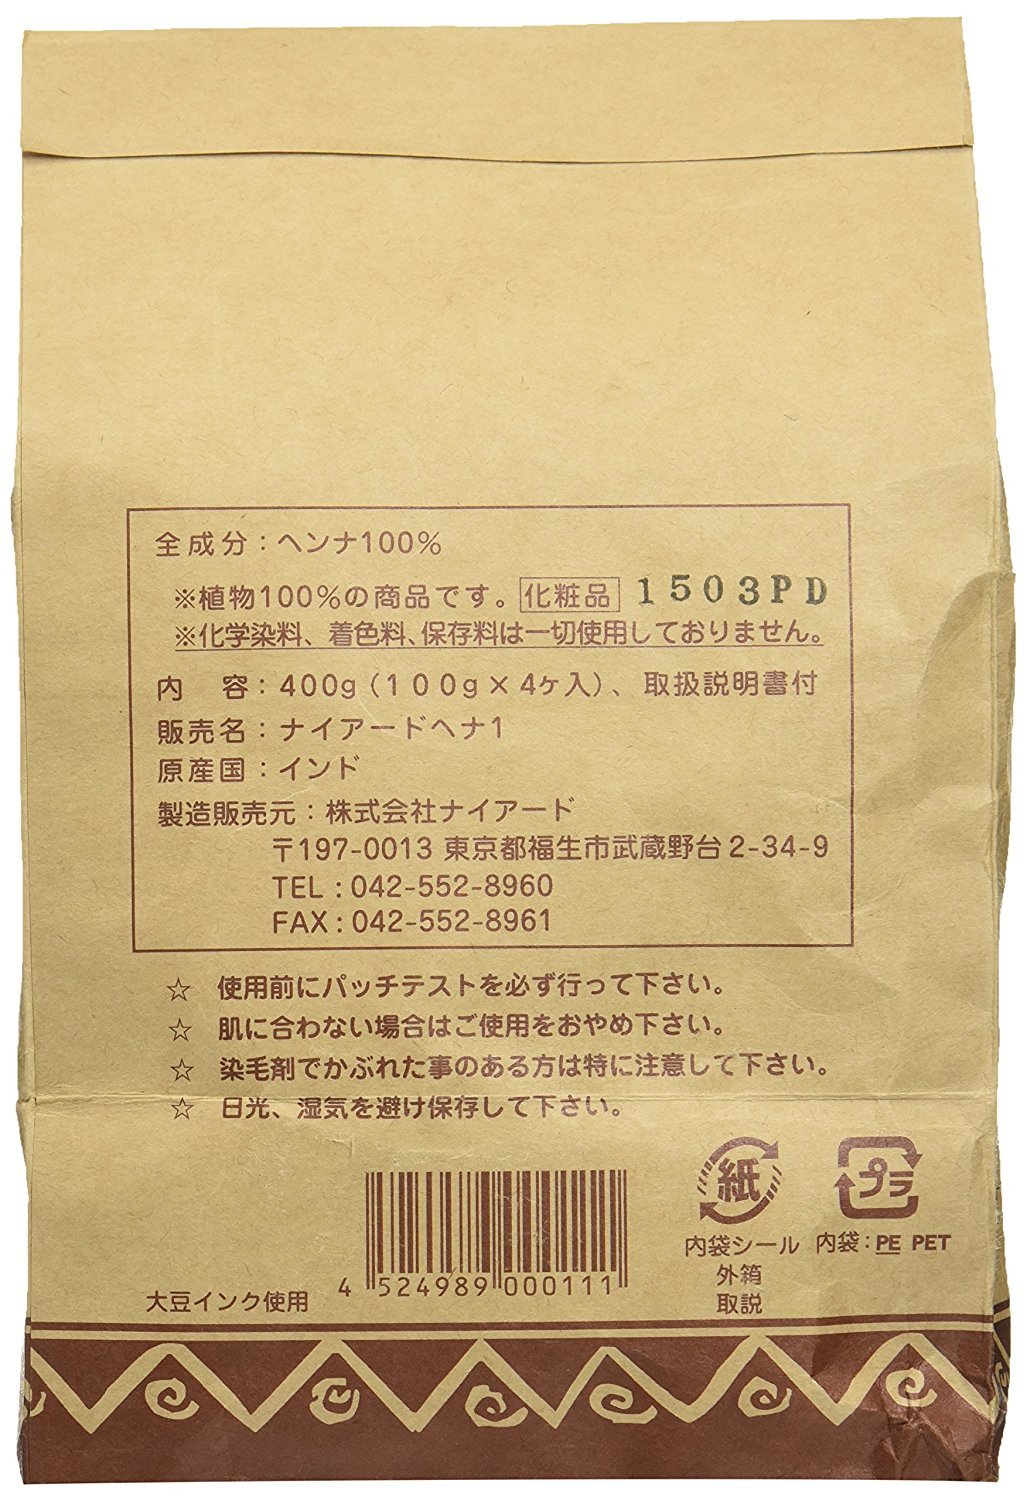 全成分：ヘンナ100%
※植物100%の商品です。 化粧品 1503PD
※化学染料、着色料、保存料は一切使用しておりません。
内　容：400g（100g×4ヶ入）、取扱説明書付
販売名：ナイアードヘナ1
原産国：インド
製造販売元：株式会社ナイアード
〒197-0013 東京都福生市武蔵野台2-34-9
TEL：042-552-8960
FAX：042-552-8961
☆ 使用前にパッチテストを必ず行って下さい。
☆ 肌に合わない場合はご使用をおやめ下さい。
☆ 染毛剤でかぶれた事のある方は特に注意して下さい。
☆ 日光、湿気を避け保存して下さい。
紙
プラ
内袋シール
外箱
取説
内袋：PE PET
4 524989 000111
大豆インク使用